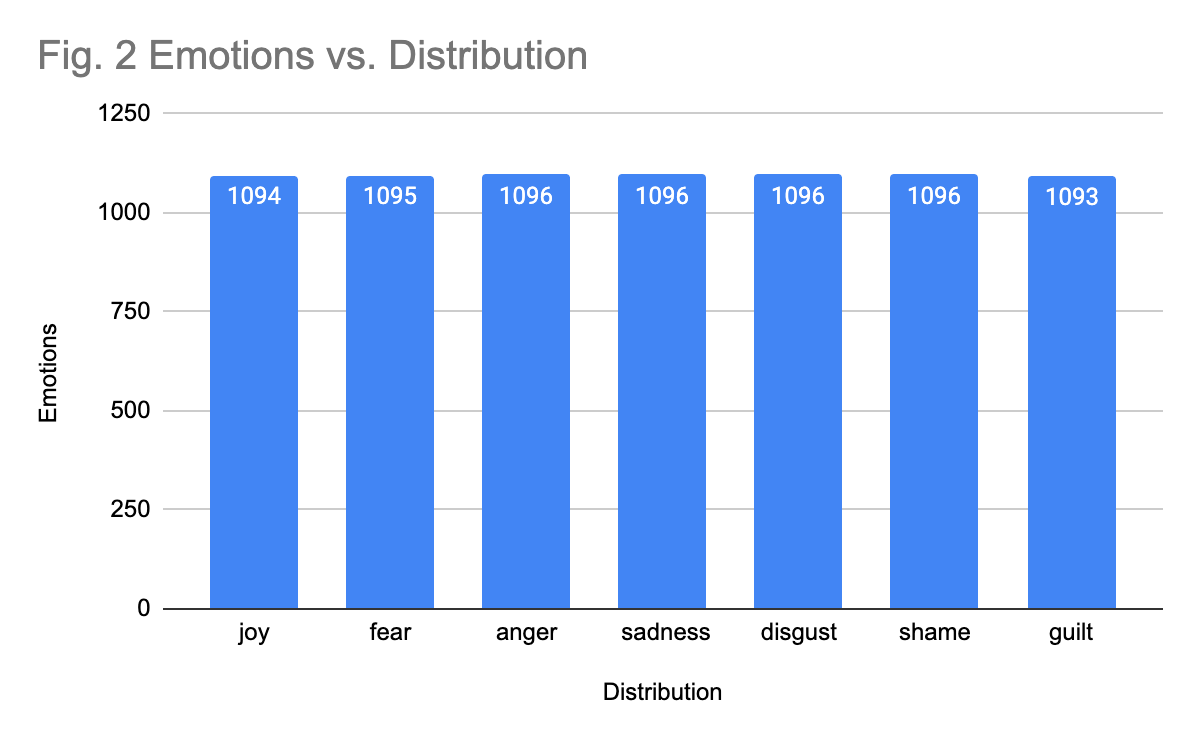 Fig. 2 Emotions vs. Distribution
1250
1000
750
500
250
0
Emotions
1094 1095 1096 1096 1096 1096 1093
joy fear anger sadness disgust shame guilt
Distribution